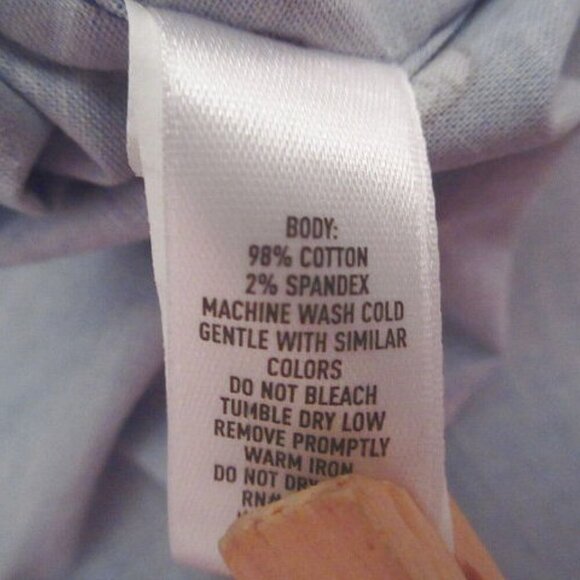 BODY:
98% COTTON
2% SPANDEX
MACHINE WASH COLD
GENTLE WITH SIMILAR
COLORS
DO NOT BLEACH
TUMBLE DRY LOW
REMOVE PROMPTLY
WARM IRON
DO NOT